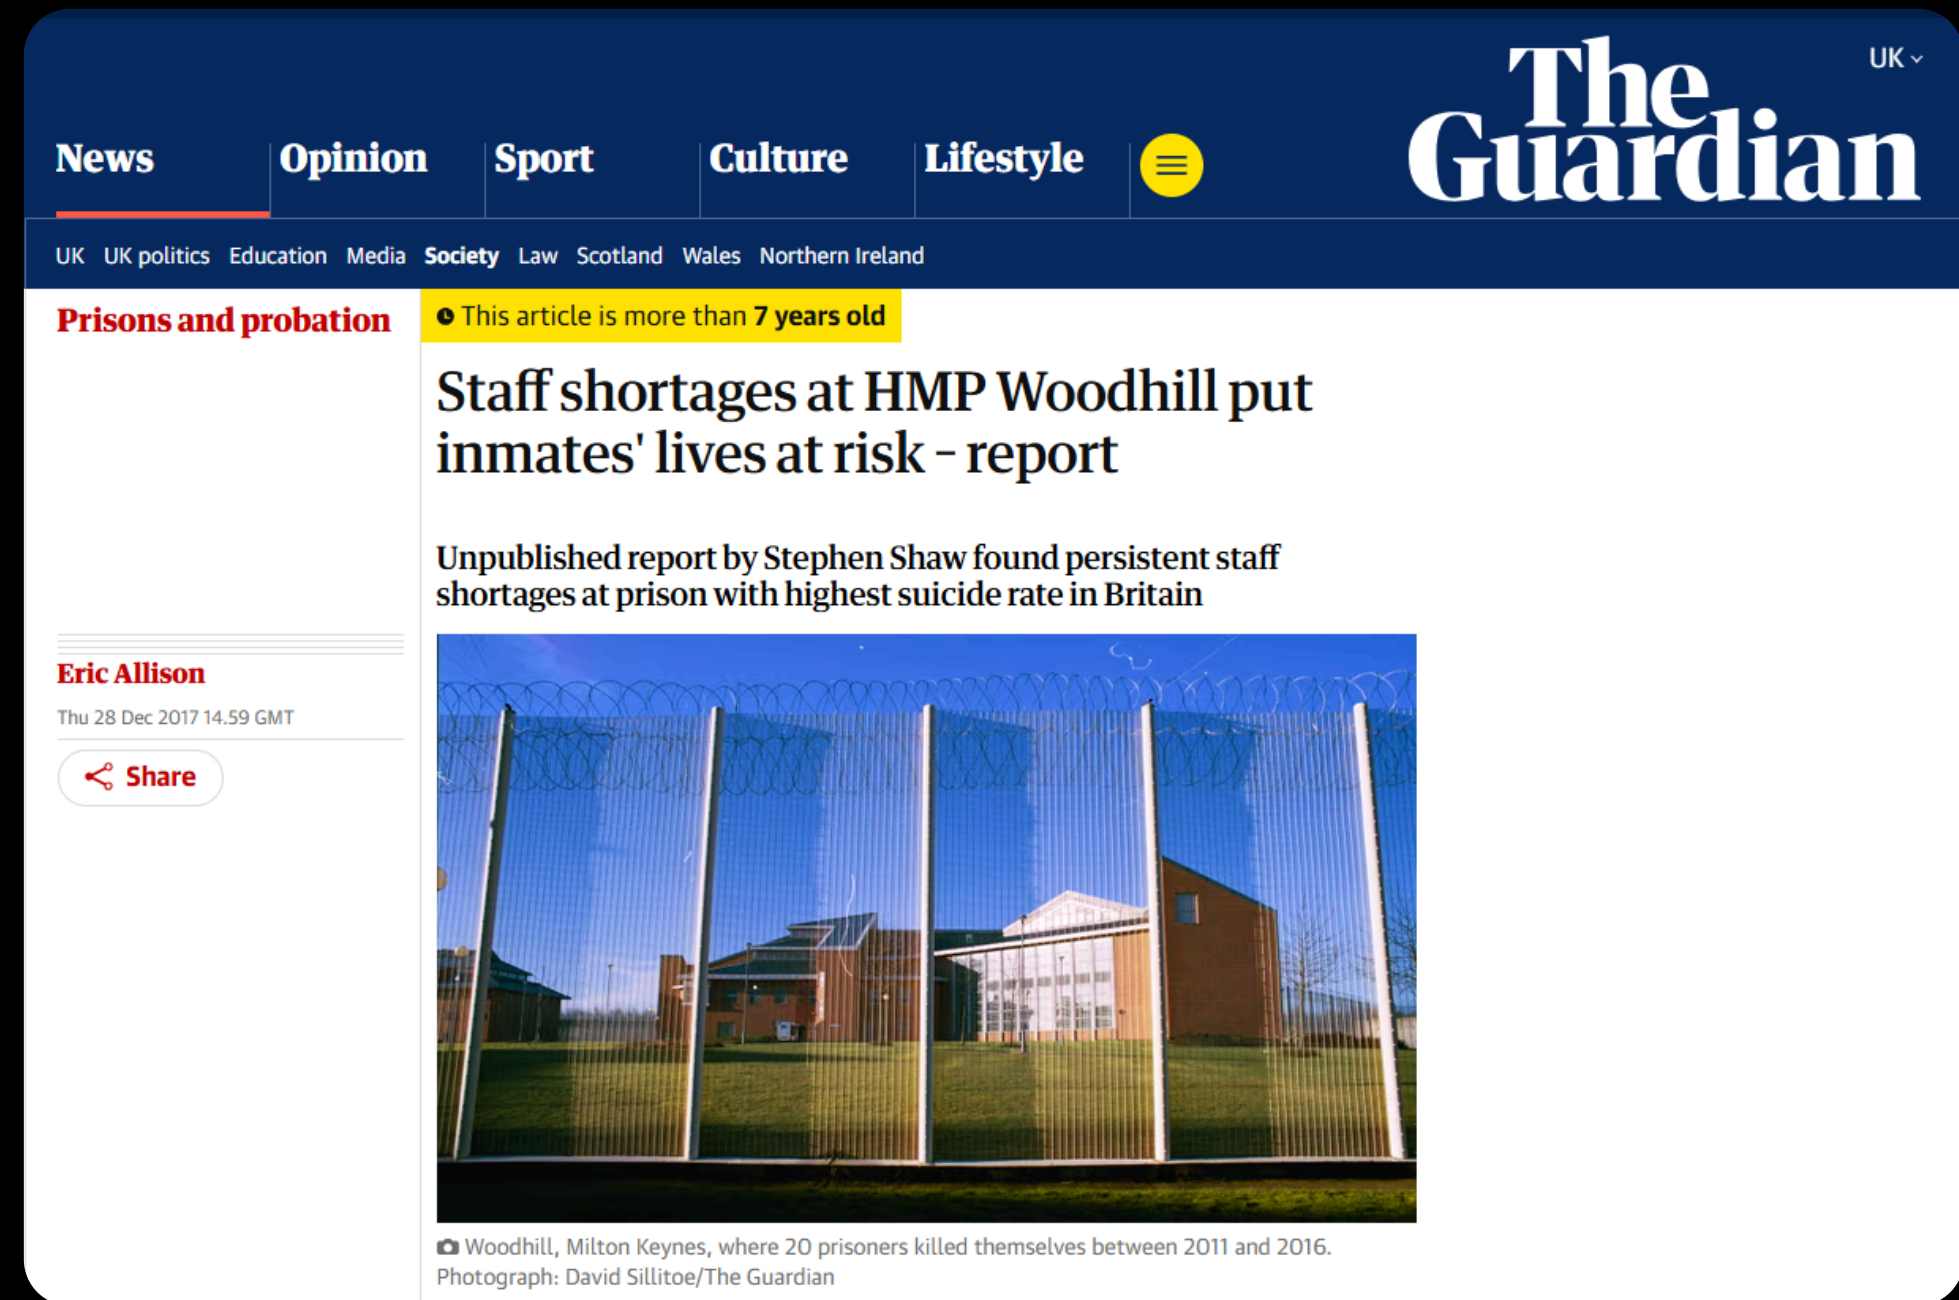 The
Guardian
UK
News
Opinion
Sport
Culture
Lifestyle
UK UK politics Education Media Society Law Scotland Wales Northern Ireland
Prisons and probation
This article is more than 7 years old
Staff shortages at HMP Woodhill put
inmates' lives at risk – report
Unpublished report by Stephen Shaw found persistent staff
shortages at prison with highest suicide rate in Britain
Eric Allison
Thu 28 Dec 2017 14.59 GMT
Share
Woodhill, Milton Keynes, where 20 prisoners killed themselves between 2011 and 2016.
Photograph: David Sillitoe/The Guardian